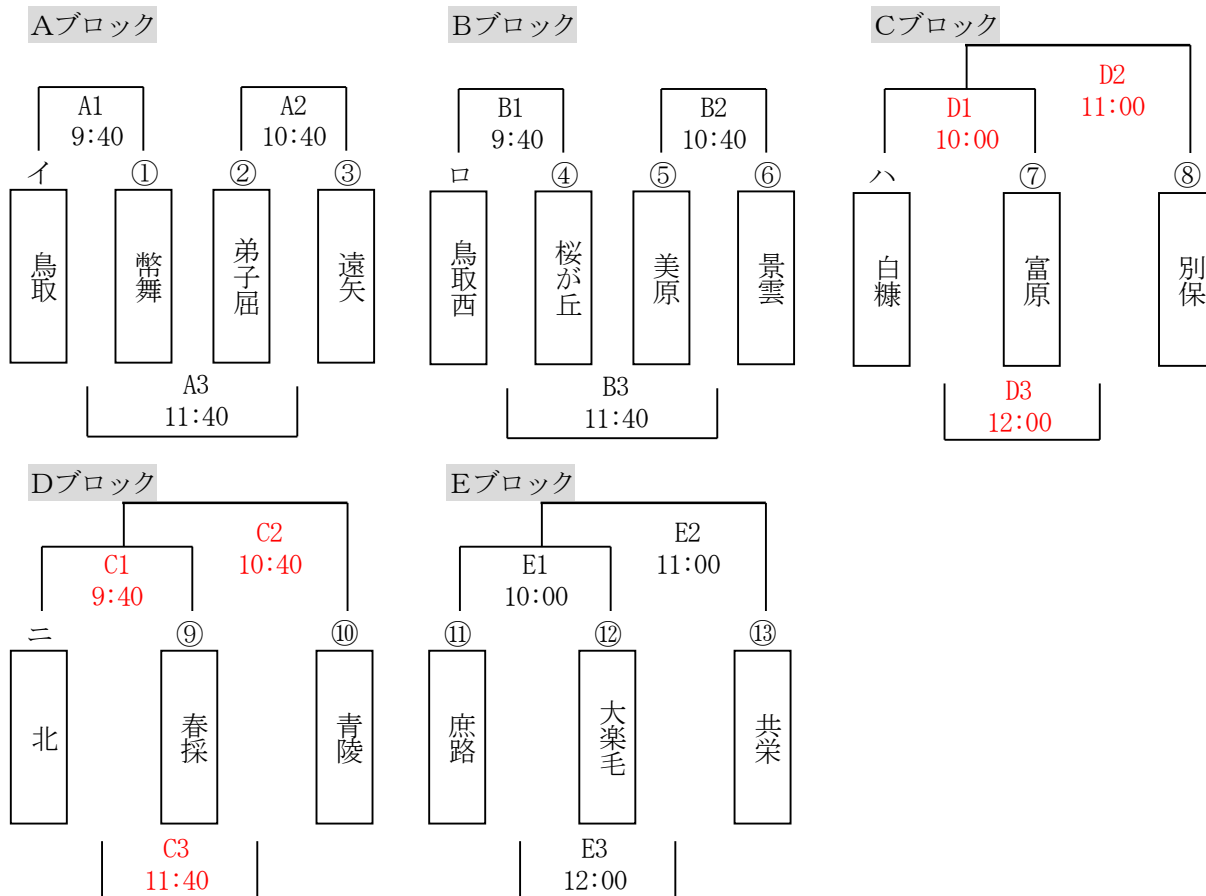 Aブロック
Bブロック
Cブロック
A1
9:40
A2
10:40
B1
9:40
B2
10:40
D1
10:00
D2
11:00
イ
①
②
③
ロ
④
⑤
⑥
ハ
⑦
⑧
鳥取
幣舞
弟子屈
遠矢
鳥取西
桜が丘
美原
景雲
白糠
富原
別保
A3
11:40
B3
11:40
D3
12:00
Dブロック
Eブロック
C1
9:40
C2
10:40
E1
10:00
E2
11:00
ニ
⑨
⑩
⑪
⑫
⑬
北
春採
青陵
庶路
大楽毛
共栄
C3
11:40
E3
12:00